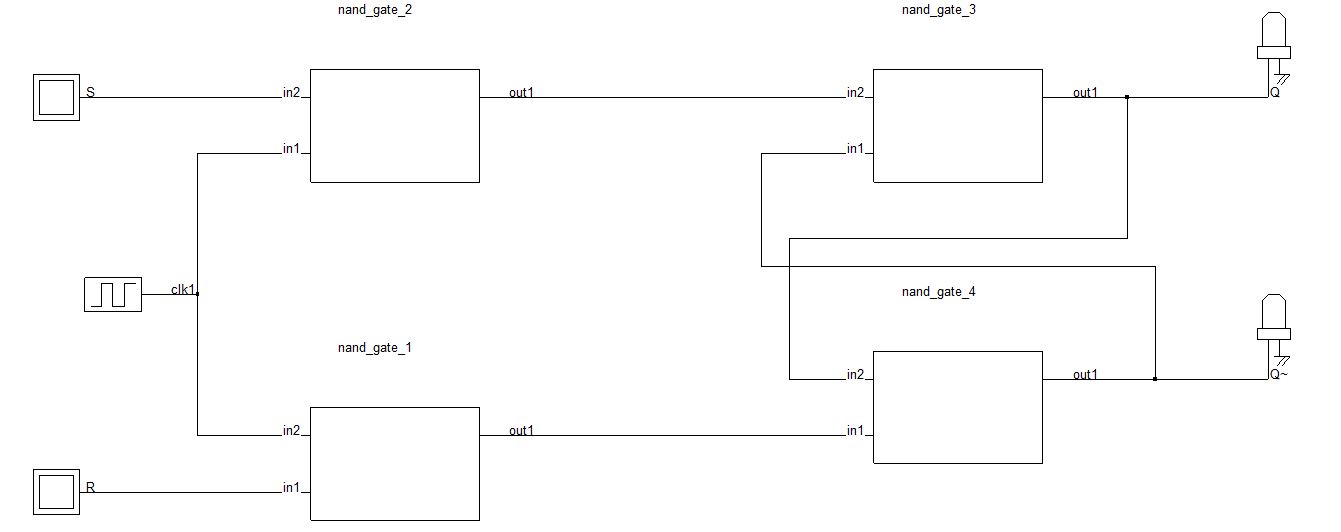 nand_gate_2
nand_gate_3
S
in2
out1
in2
out1
Q
in1
in1
clk1
nand_gate_4
nand_gate_1
in2
out1
Q~
in2
out1
in1
R
in1